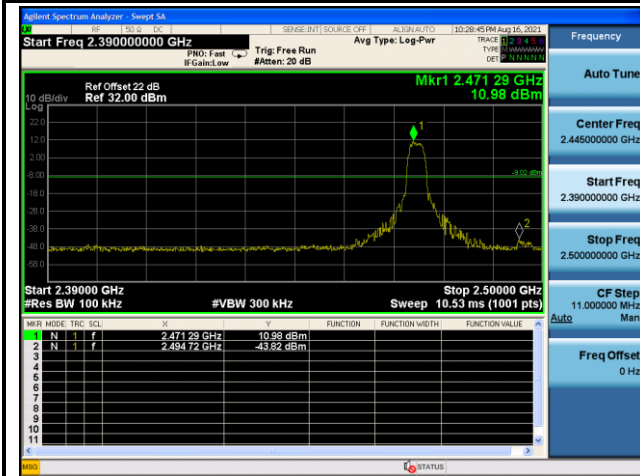 Agilent Spectrum Analyzer - Swept SA
RF 50 Ω DC SENSE:INT SOURCE OFF ALIGN AUTO 10:28:45 PM Aug 16, 2021
Start Freq 2.390000000 GHz
PNO: Fast
IFGain:Low
Trig: Free Run
#Atten: 20 dB
Avg Type: Log-Pwr
TRACE 1 2 3 4 5 6
TYPE
DET P N N N N N
Ref Offset 22 dB
Ref 32.00 dBm
10 dB/div
Log
Mkr1 2.471 29 GHz
10.98 dBm
22.0
12.0
2.00
-8.00
-18.0
-28.0
-38.0
-48.0
-58.0
1
-9.02 dBm
2
Start 2.39000 GHz
Stop 2.50000 GHz
#Res BW 100 kHz
#VBW 300 kHz
Sweep 10.53 ms (1001 pts)
MKR MODE TRC SCL X Y FUNCTION FUNCTION WIDTH FUNCTION VALUE
1 N 1 f 2.471 29 GHz 10.98 dBm
2 N 1 f 2.494 72 GHz -43.82 dBm
3
4
5
6
7
8
9
10
11
MSG
STATUS
Frequency
Auto Tune
Center Freq
2.445000000 GHz
Start Freq
2.390000000 GHz
Stop Freq
2.500000000 GHz
CF Step
11.000000 MHz
Auto Man
Freq Offset
0 Hz